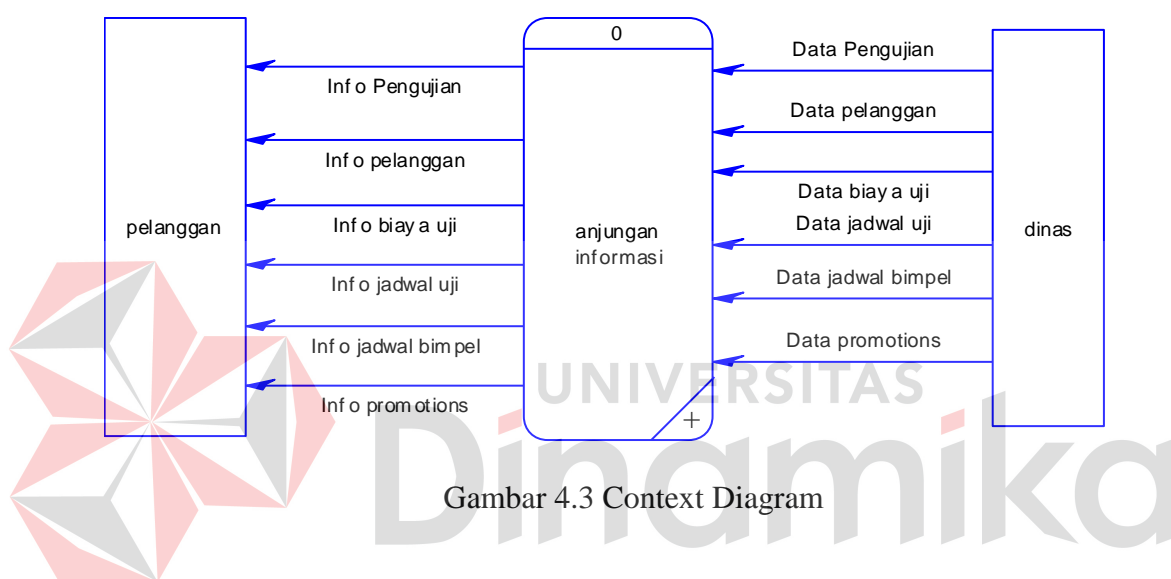 0
Data Pengujian
Info Pengujian
Data pelanggan
Info pelanggan
Data biaya uji
pelanggan
Info biaya uji
anjungan
informasi
Data jadwal uji
dinas
Info jadwal uji
Data jadwal bimpel
Info jadwal bimpel
Data promotions
Info promotions
+
UNIVERSITAS
Dinamika
Gambar 4.3 Context Diagram